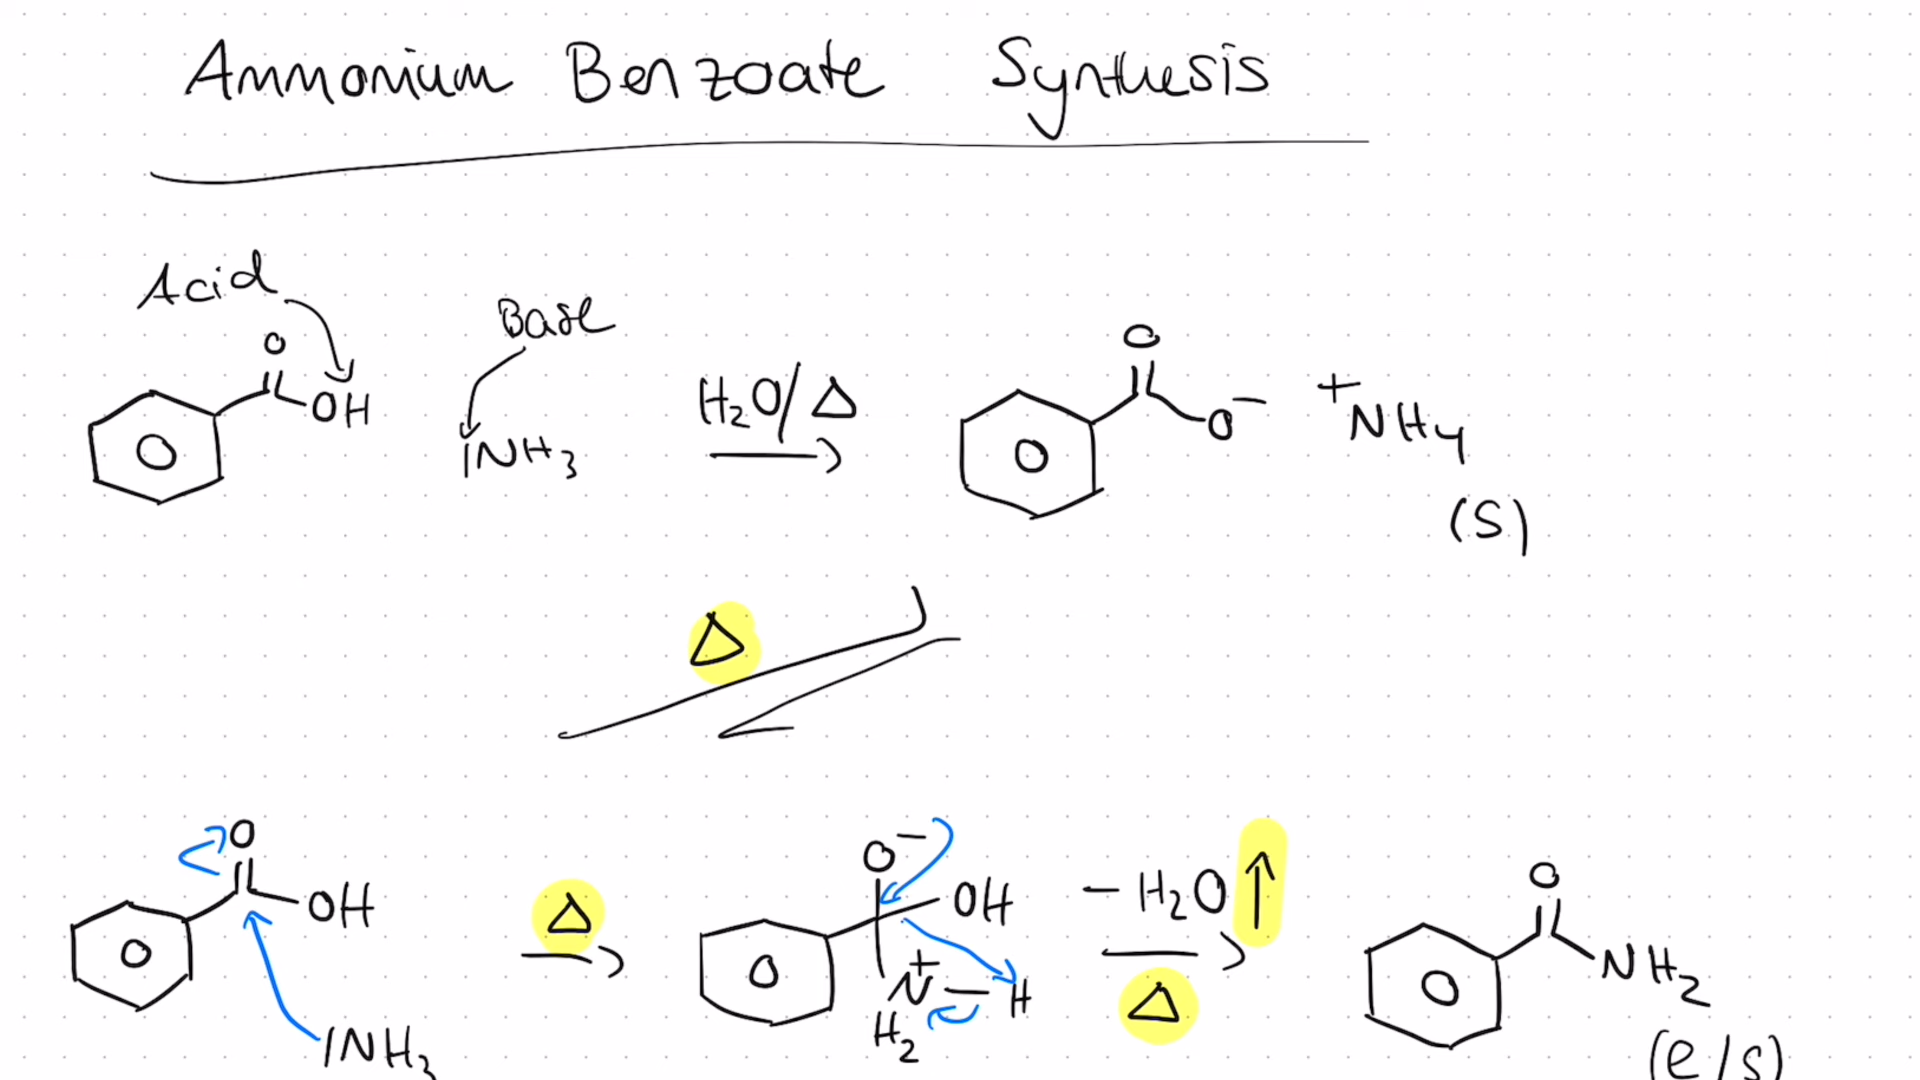 Ammonium Benzoate Synthesis
Acid
Base
O
OH
NH3
H2O/Δ
O
O−
+NH4
(s)
Δ
O
OH
NH3
Δ
O−
OH
N+−H
H2
−H2O↑
Δ
O
NH2
(e/s)